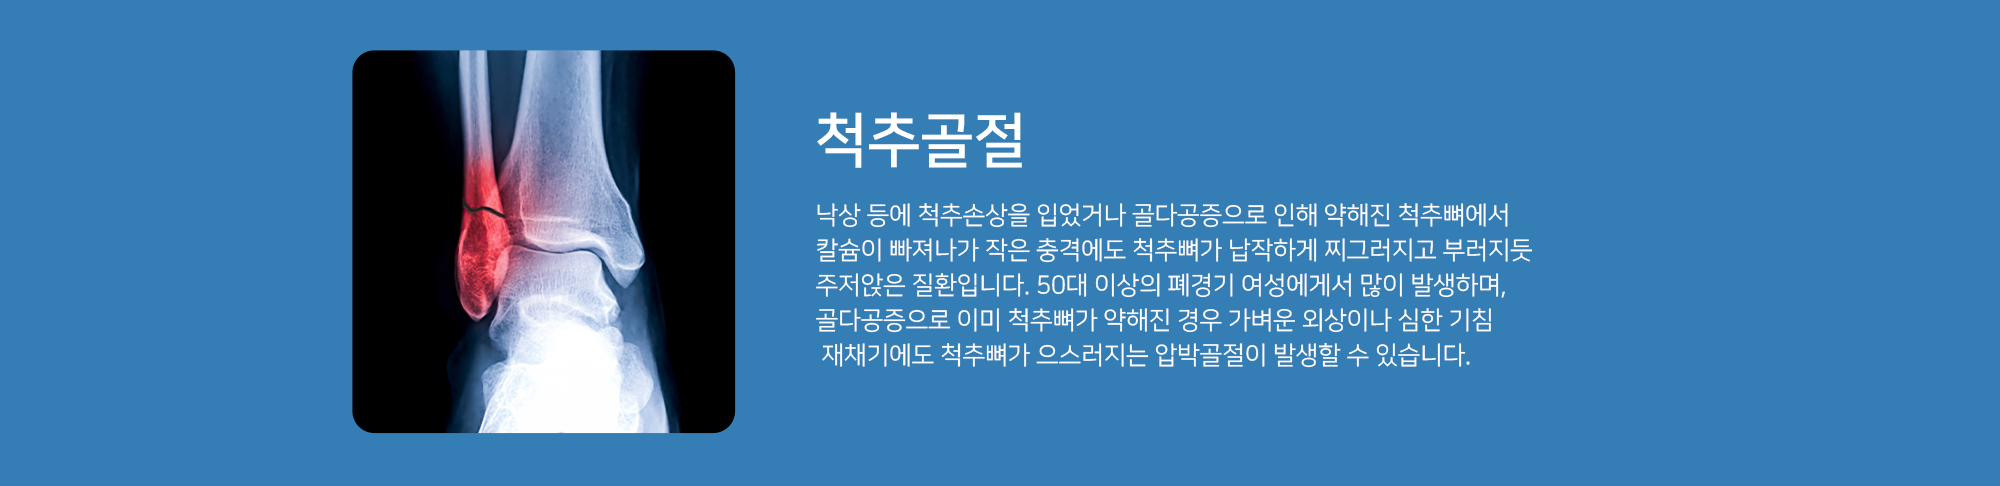 척추골절
낙상 등에 척추손상을 입었거나 골다공증으로 인해 약해진 척추뼈에서
칼슘이 빠져나가 작은 충격에도 척추뼈가 납작하게 찌그러지고 부러지듯
주저앉은 질환입니다. 50대 이상의 폐경기 여성에게서 많이 발생하며,
골다공증으로 이미 척추뼈가 약해진 경우 가벼운 외상이나 심한 기침
재채기에도 척추뼈가 으스러지는 압박골절이 발생할 수 있습니다.